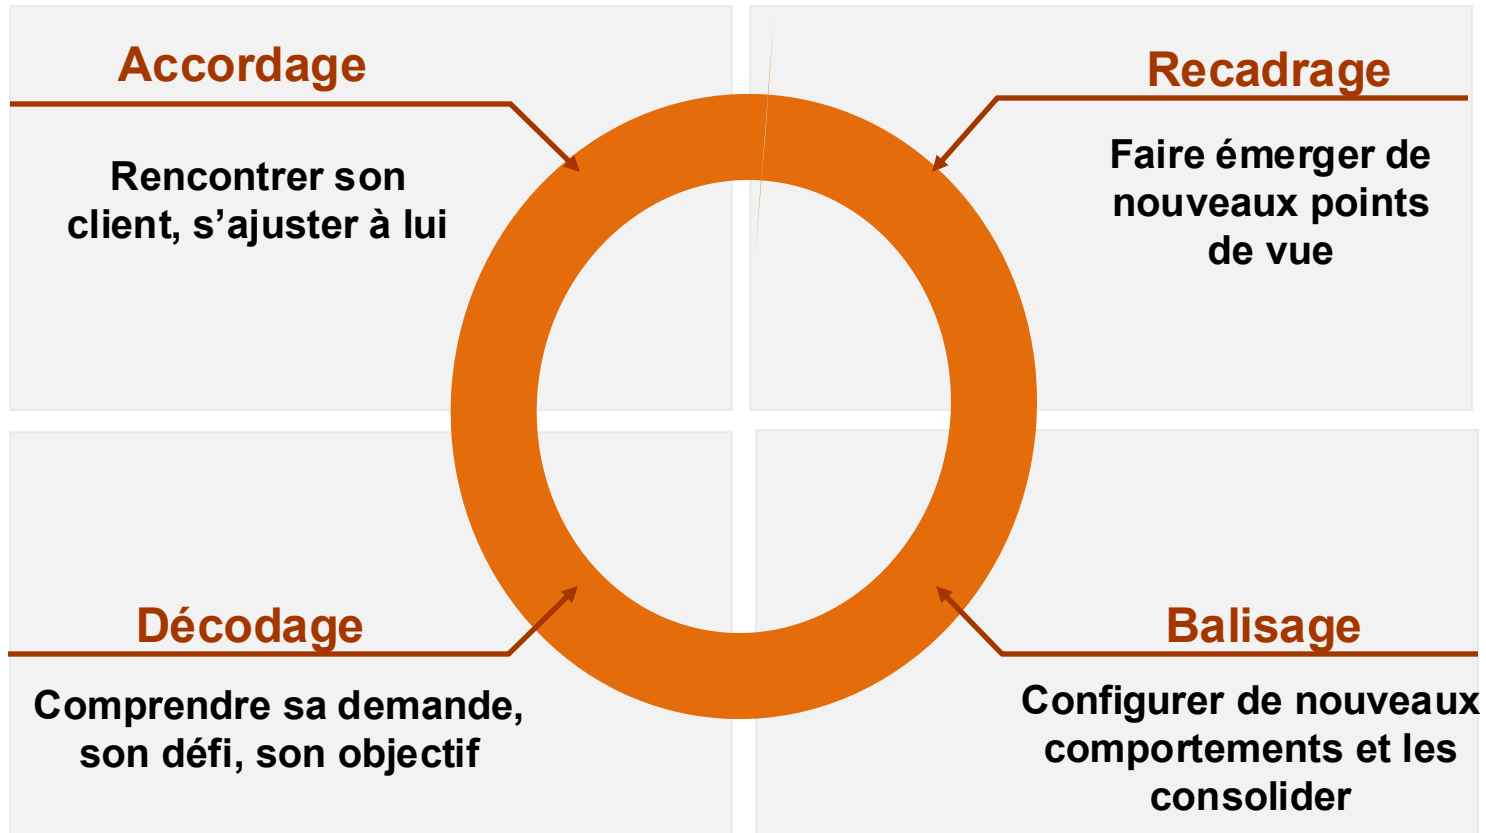 Accordage
Rencontrer son
client, s’ajuster à lui
Recadrage
Faire émerger de
nouveaux points
de vue
Décodage
Comprendre sa demande,
son défi, son objectif
Balisage
Configurer de nouveaux
comportements et les
consolider